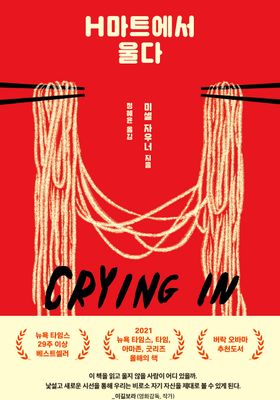 H마트에서
울다
미셸 자우너 지음
정혜윤 옮김
CRYING IN
뉴욕 타임스
29주 이상
베스트셀러
2021
뉴욕 타임스, 타임,
아마존, 굿리즈
올해의 책
버락 오바마
추천도서
이 책을 읽고 울지 않을 사람이 어디 있을까.
낯설고 새로운 시선을 통해 우리는 비로소 자기 자신을 제대로 볼 수 있게 된다.
_이길보라(영화감독, 작가)